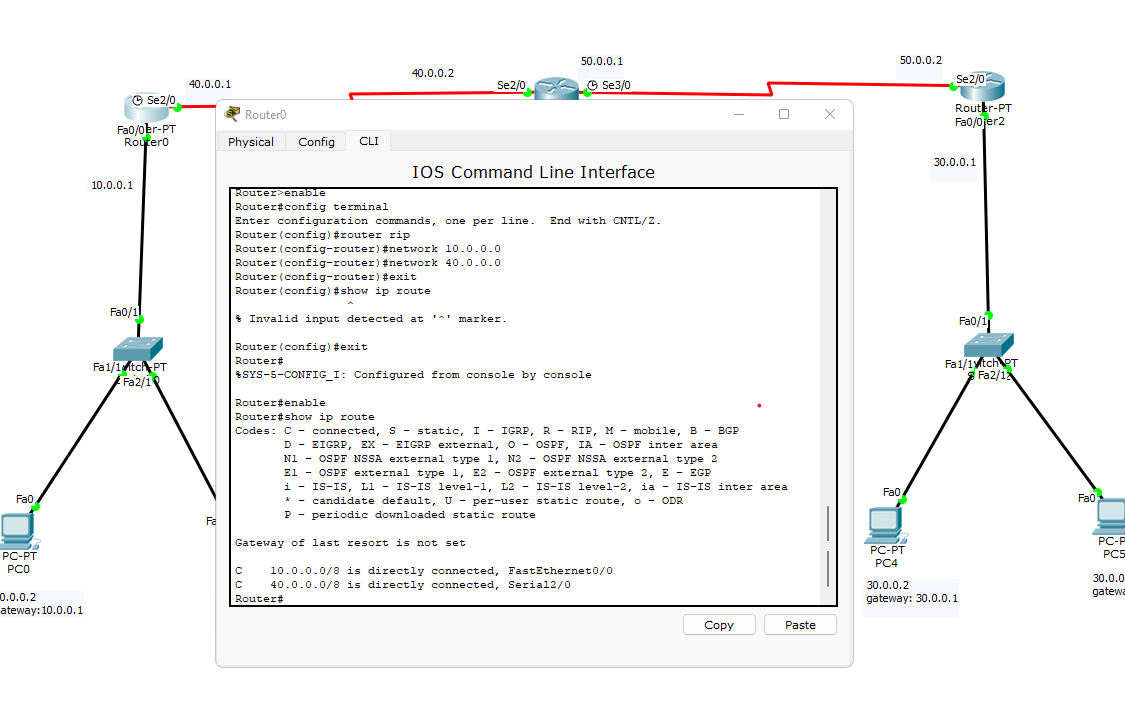 50.0.0.1
50.0.0.2
40.0.0.2
40.0.0.1
Se2/0
Se3/0
Se2/0
Se2/0
Router-PT
Fa0/0
er2
Fa0/0
er-PT
Router0
30.0.0.1
10.0.0.1
Router0
Physical
Config
CLI
IOS Command Line Interface
Router>enable
Router#config terminal
Enter configuration commands, one per line.  End with CNTL/Z.
Router(config)#router rip
Router(config-router)#network 10.0.0.0
Router(config-router)#network 40.0.0.0
Router(config-router)#exit
Router(config)#show ip route
^
% Invalid input detected at '^' marker.
Router(config)#exit
Router#
%SYS-5-CONFIG_I: Configured from console by console
Router#enable
Router#show ip route
Codes: C - connected, S - static, I - IGRP, R - RIP, M - mobile, B - BGP
D - EIGRP, EX - EIGRP external, O - OSPF, IA - OSPF inter area
N1 - OSPF NSSA external type 1, N2 - OSPF NSSA external type 2
E1 - OSPF external type 1, E2 - OSPF external type 2, E - EGP
i - IS-IS, L1 - IS-IS level-1, L2 - IS-IS level-2, ia - IS-IS inter area
* - candidate default, U - per-user static route, o - ODR
P - periodic downloaded static route
Gateway of last resort is not set
C    10.0.0.0/8 is directly connected, FastEthernet0/0
C    40.0.0.0/8 is directly connected, Serial2/0
Router#
Copy
Paste
Fa0/1
Fa1/1
witch-PT
Fa2/1
Fa0
Fa
PC-PT
PC0
0.0.0.2
ateway:10.0.0.1
Fa0/1
Fa1/1
witch-PT
Fa2/1
Fa0
PC-PT
PC4
30.0.0.2
gateway: 30.0.0.1
Fa0
PC-P
PC5
30.0.0
gatewa